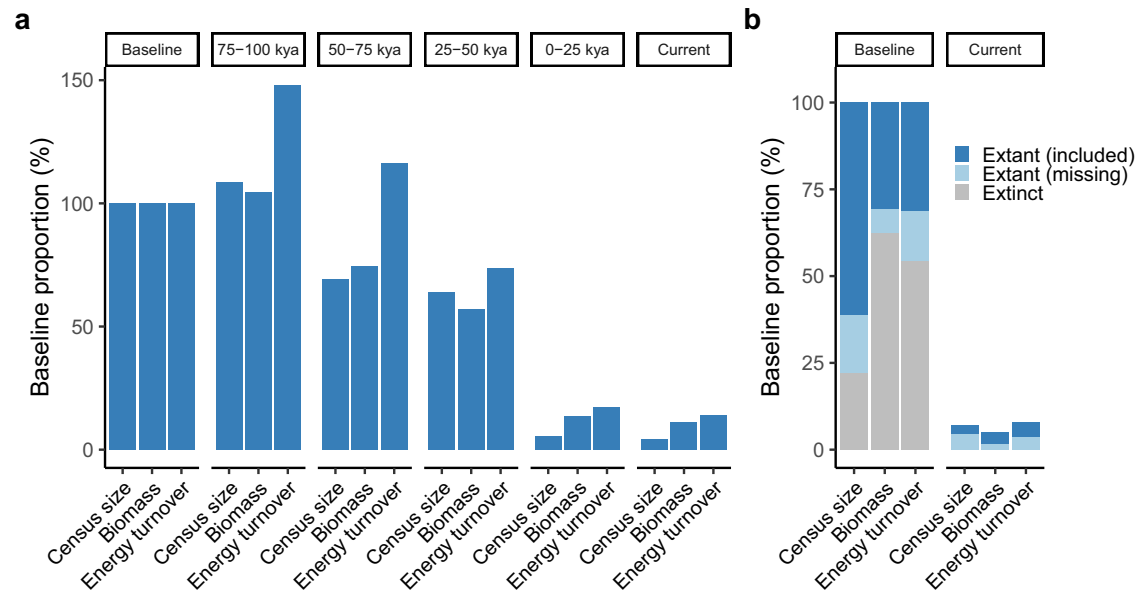 a
Baseline
75−100 kya
50−75 kya
25−50 kya
0−25 kya
Current
Baseline proportion (%)
150
100
50
0
Census size
Biomass
Energy turnover
Census size
Biomass
Energy turnover
Census size
Biomass
Energy turnover
Census size
Biomass
Energy turnover
Census size
Biomass
Energy turnover
Census size
Biomass
Energy turnover
b
Baseline
Current
Baseline proportion (%)
100
75
50
25
0
Census size
Biomass
Energy turnover
Census size
Biomass
Energy turnover
Extant (included)
Extant (missing)
Extinct